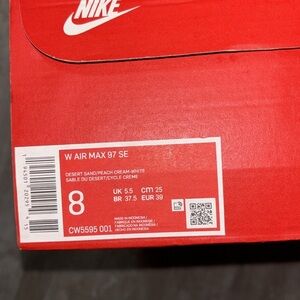 NIKE
W AIR MAX 97 SE
DESERT SAND/PEACH CREAM-WHITE
SABLE DU DESERT/CYCLE CREME
8
UK 5.5 CM 25
BR 37.5 EUR 39
CW5595 001
MADE IN INDONESIA